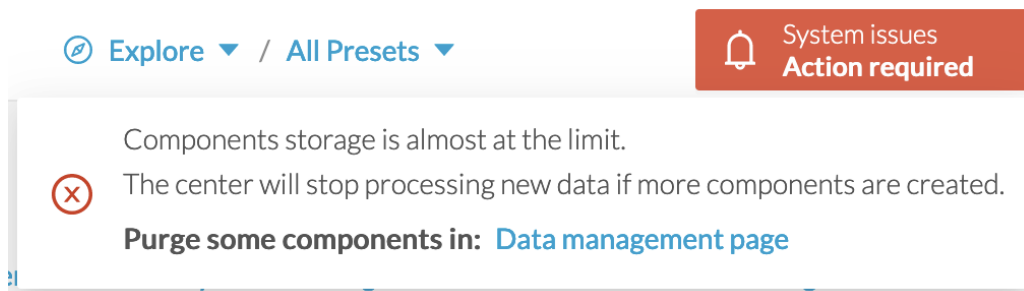 Explore / All Presets
System issues
Action required
Components storage is almost at the limit.
The center will stop processing new data if more components are created.
Purge some components in: Data management page